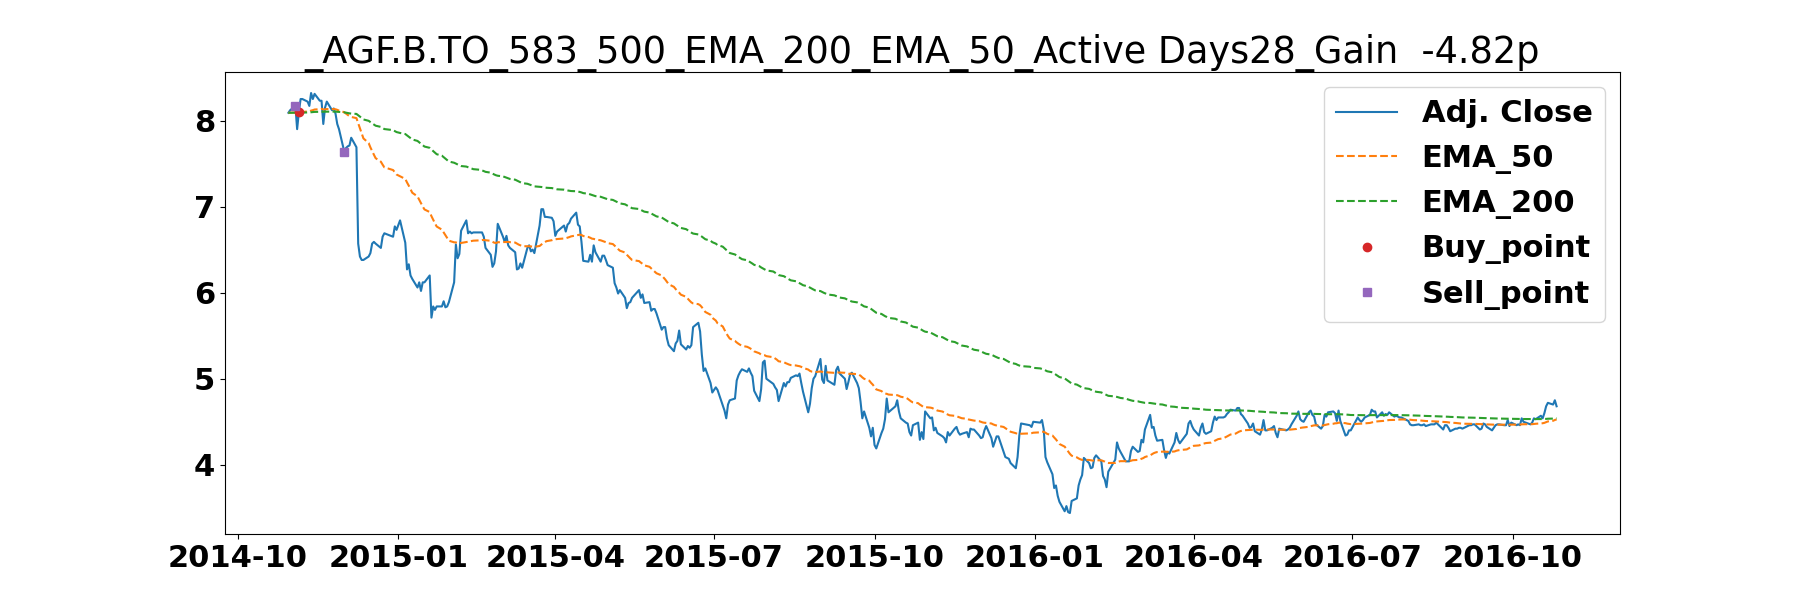 _AGF.B.TO_583_500_EMA_200_EMA_50_Active Days28_Gain  -4.82p
Adj. Close
EMA_50
EMA_200
Buy_point
Sell_point
8
7
6
5
4
2014-10 2015-01 2015-04 2015-07 2015-10 2016-01 2016-04 2016-07 2016-10